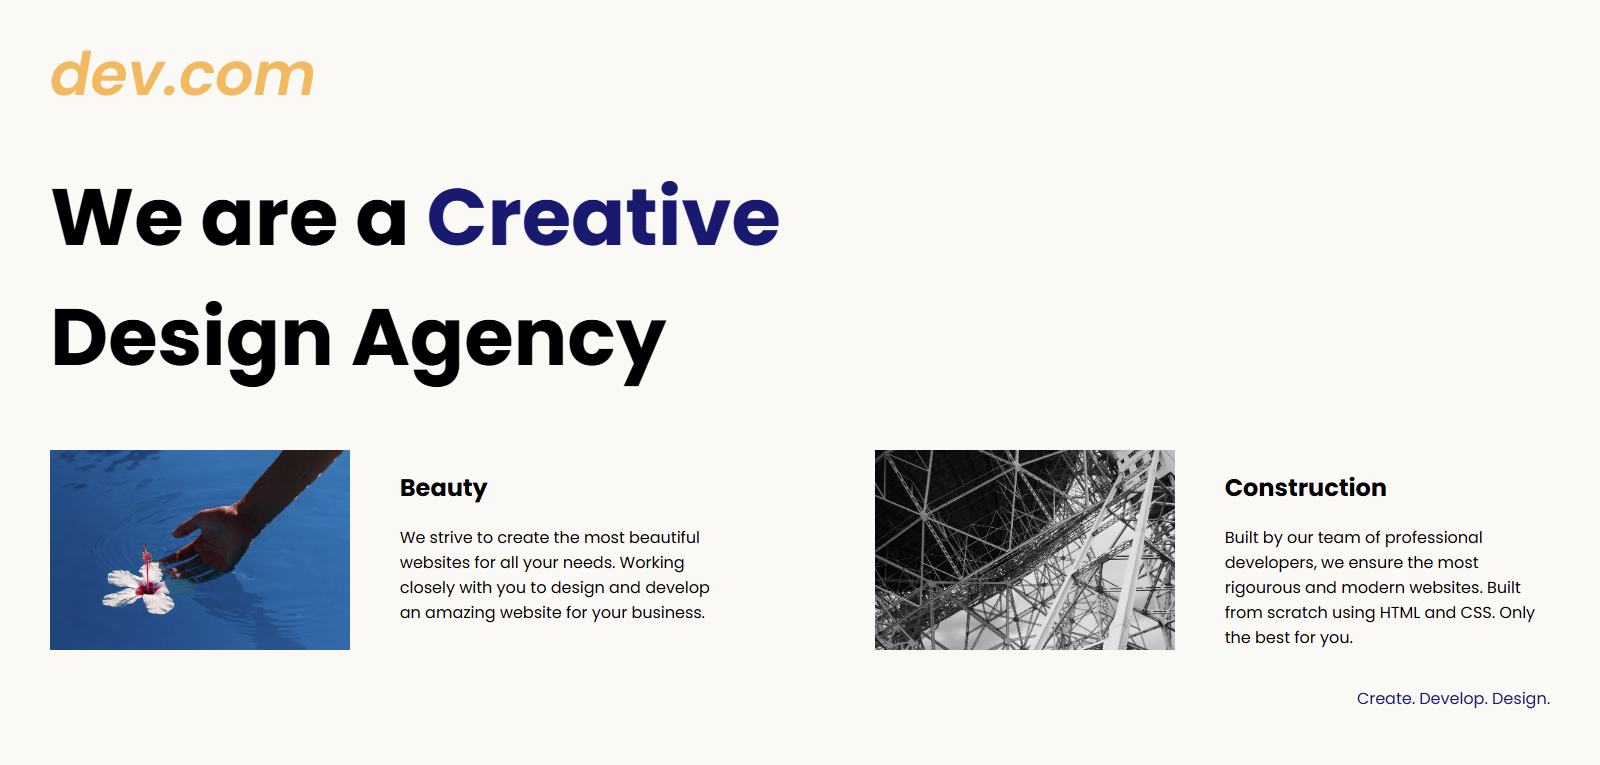 dev.com
We are a Creative
Design Agency
Beauty
We strive to create the most beautiful
websites for all your needs. Working
closely with you to design and develop
an amazing website for your business.
Construction
Built by our team of professional
developers, we ensure the most
rigourous and modern websites. Built
from scratch using HTML and CSS. Only
the best for you.
Create. Develop. Design.